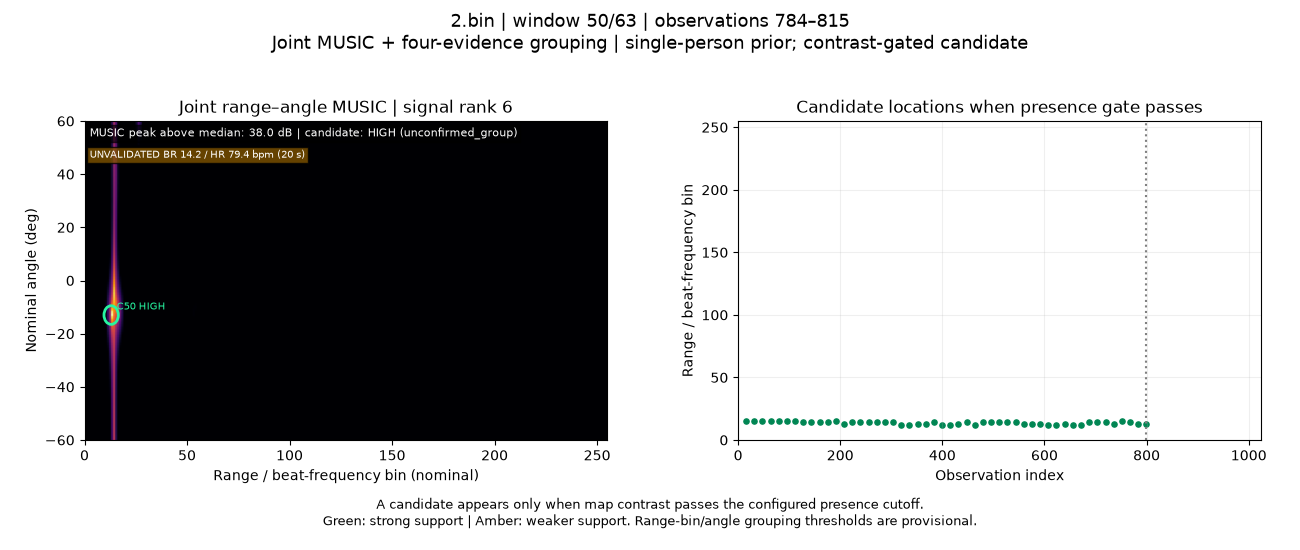 2.bin | window 50/63 | observations 784–815
Joint MUSIC + four-evidence grouping | single-person prior; contrast-gated candidate
Joint range–angle MUSIC | signal rank 6
MUSIC peak above median: 38.0 dB | candidate: HIGH (unconfirmed_group)
UNVALIDATED BR 14.2 / HR 79.4 bpm (20 s)
C50 HIGH
Nominal angle (deg)
60
40
20
0
−20
−40
−60
0 50 100 150 200 250
Range / beat-frequency bin (nominal)
Candidate locations when presence gate passes
Range / beat-frequency bin
250
200
150
100
50
0
0 200 400 600 800 1000
Observation index
A candidate appears only when map contrast passes the configured presence cutoff.
Green: strong support | Amber: weaker support. Range-bin/angle grouping thresholds are provisional.